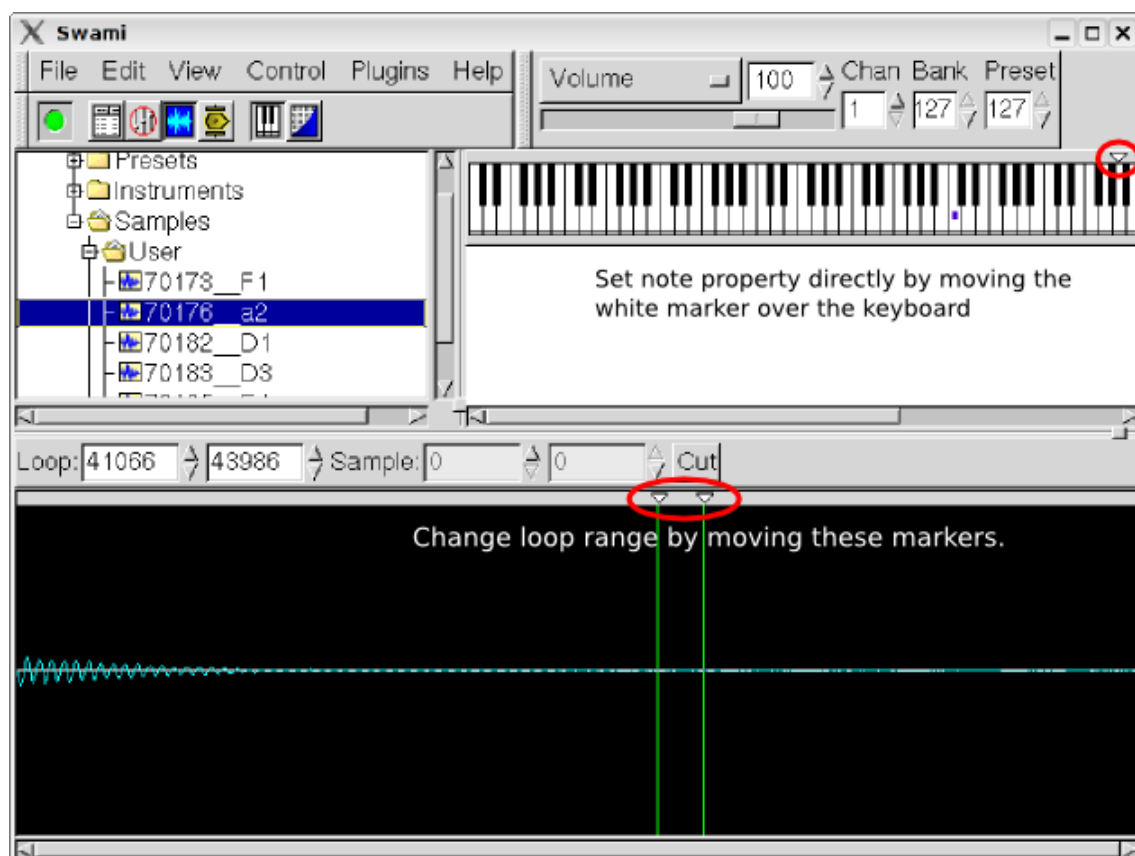 Swami
File Edit View Control Plugins Help
Volume 100 Chan Bank Preset
1 127 127
Presets
Instruments
Samples
User
70173__F1
70176__a2
70182__D1
70183__D3
Set note property directly by moving the
white marker over the keyboard
Loop: 41066 43986 Sample: 0 0 Cut
Change loop range by moving these markers.